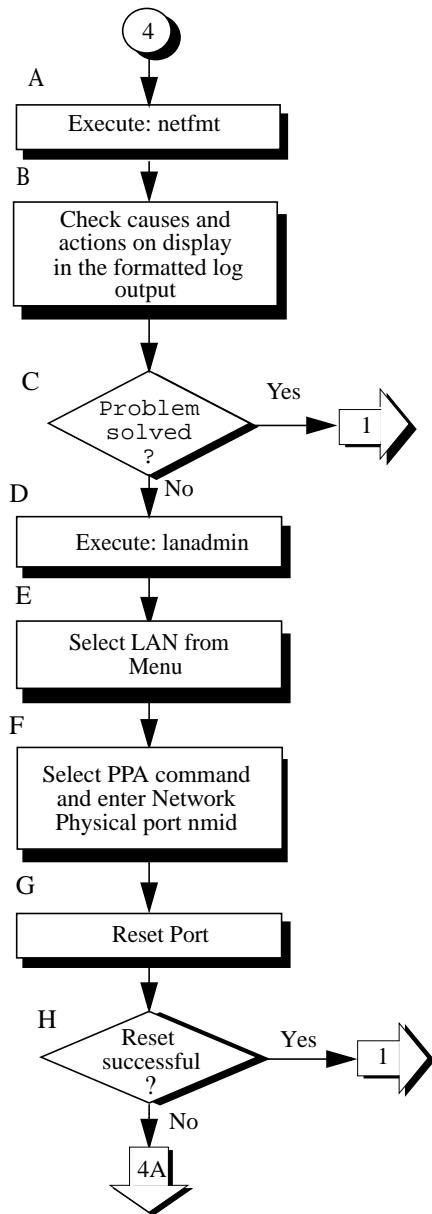 4
A
Execute: netfmt
B
Check causes and
actions on display
in the formatted log
output
C
Problem
solved
?
Yes
1
No
D
Execute: lanadmin
E
Select LAN from
Menu
F
Select PPA command
and enter Network
Physical port nmid
G
Reset Port
H
Reset
successful
?
Yes
1
No
4A